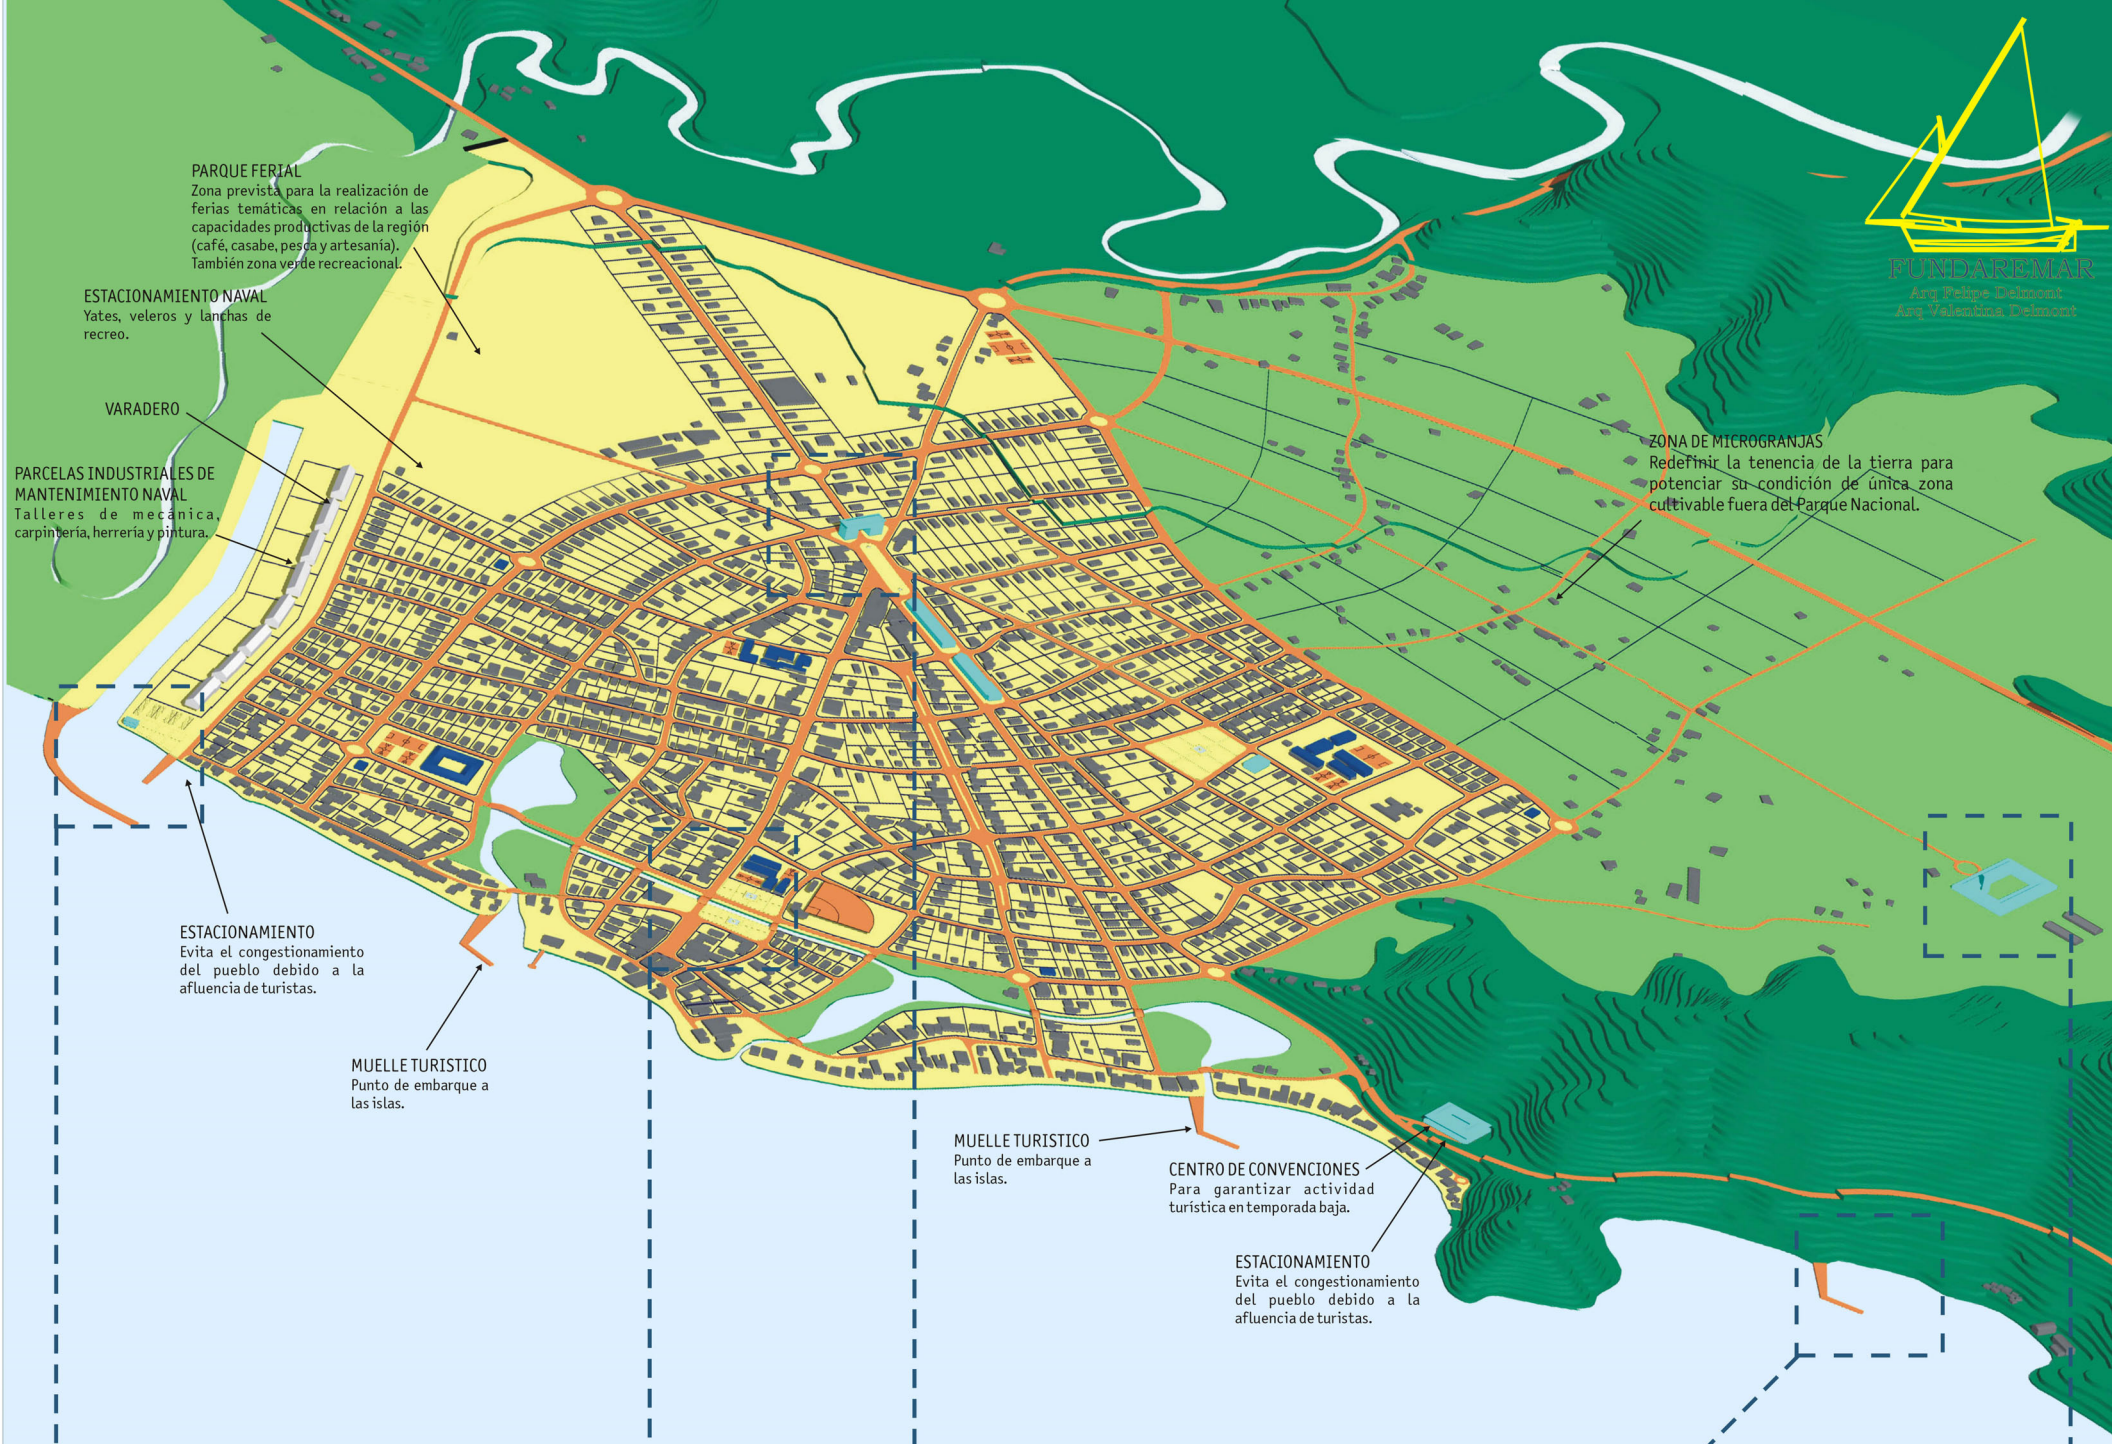 PARQUE FERIAL
Zona prevista para la realización de
ferias temáticas en relación a las
capacidades productivas de la región
(café, casabe, pesca y artesanía).
También zona verde recreacional.
ESTACIONAMIENTO NAVAL
Yates, veleros y lanchas de
recreo.
VARADERO
PARCELAS INDUSTRIALES DE
MANTENIMIENTO NAVAL
Talleres de mecánica,
carpintería, herrería y pintura.
FUNDAREMAR
Arq Felipe Delmont
Arq Valentina Delmont
ZONA DE MICROGRANJAS
Redefinir la tenencia de la tierra para
potenciar su condición de única zona
cultivable fuera del Parque Nacional.
ESTACIONAMIENTO
Evita el congestionamiento
del pueblo debido a la
afluencia de turistas.
MUELLE TURISTICO
Punto de embarque a
las islas.
MUELLE TURISTICO
Punto de embarque a
las islas.
CENTRO DE CONVENCIONES
Para garantizar actividad
turística en temporada baja.
ESTACIONAMIENTO
Evita el congestionamiento
del pueblo debido a la
afluencia de turistas.